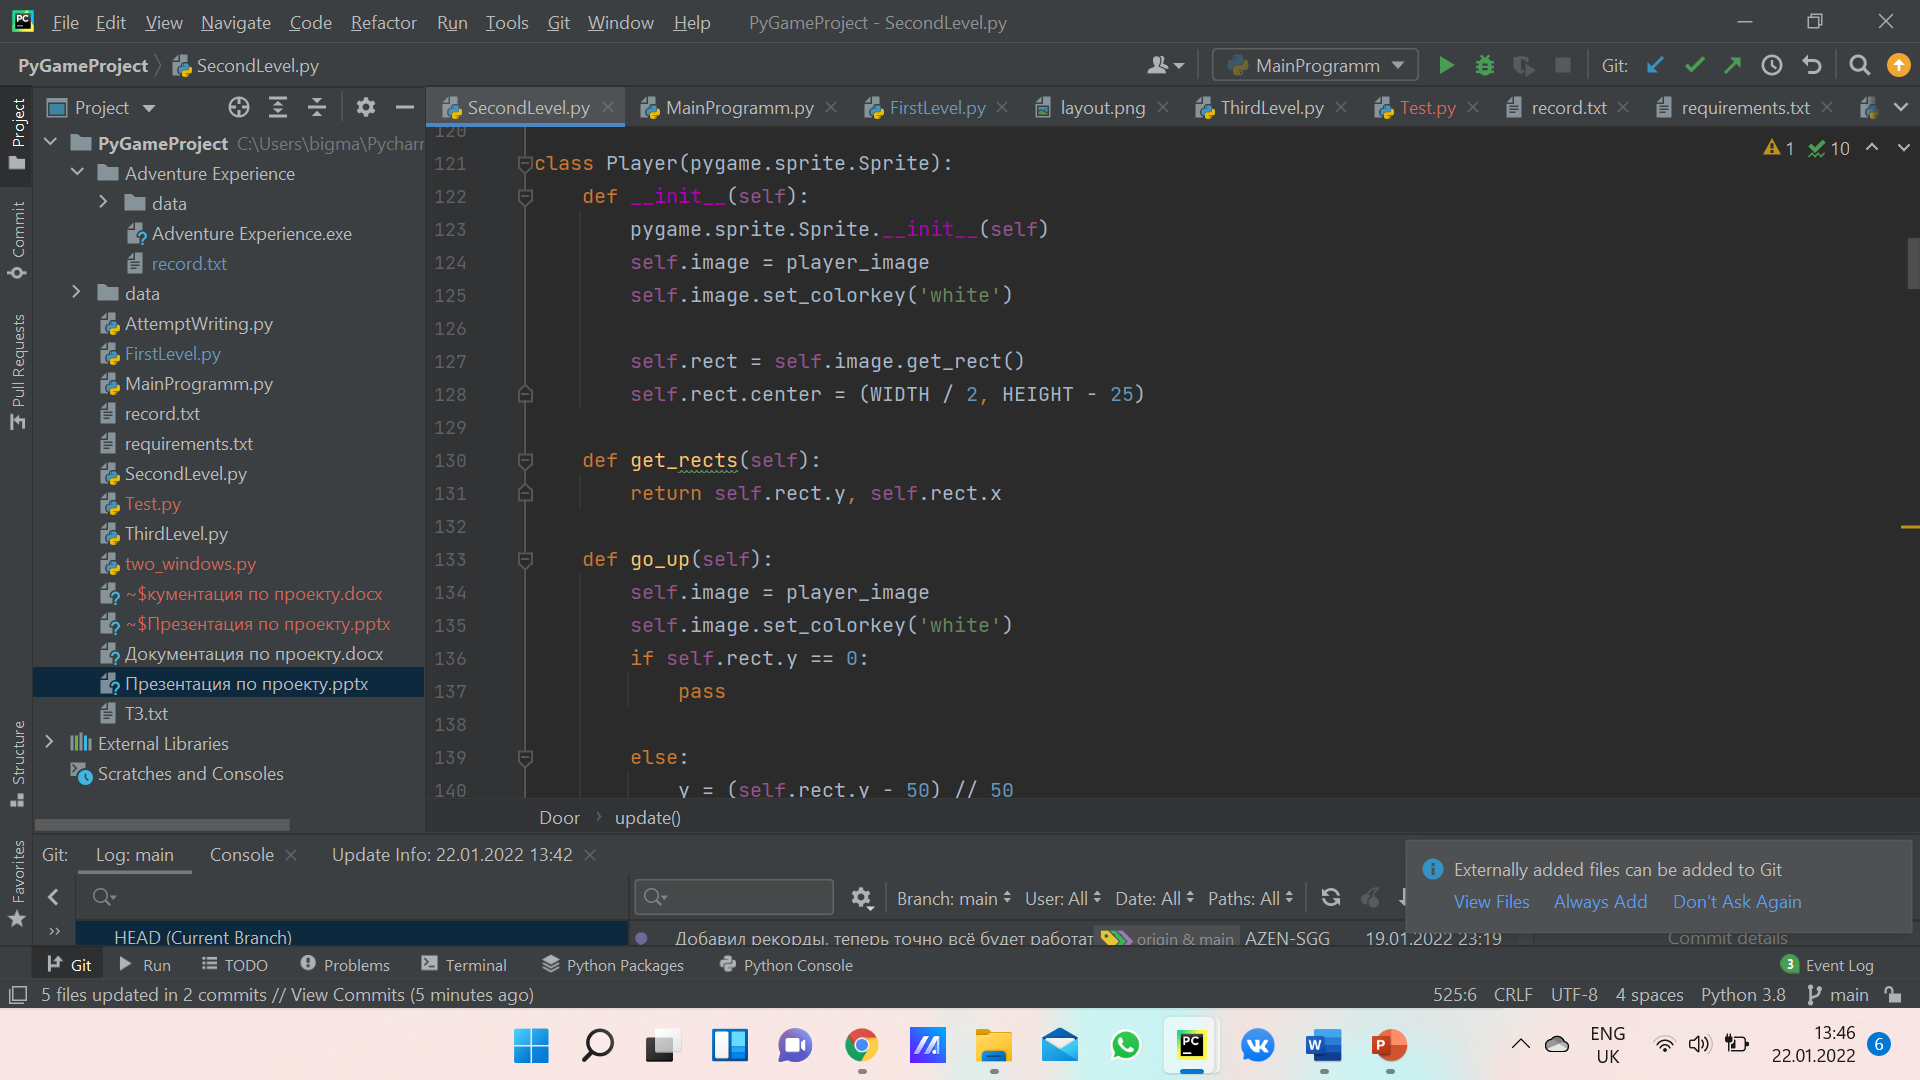 File Edit View Navigate Code Refactor Run Tools Git Window Help PyGameProject - SecondLevel.py
PyGameProject SecondLevel.py MainProgramm Git:
Project SecondLevel.py MainProgramm.py FirstLevel.py layout.png ThirdLevel.py Test.py record.txt requirements.txt
Project
Commit
Pull Requests
Structure
Favorites
PyGameProject C:\Users\bigma\Pychar
Adventure Experience
data
Adventure Experience.exe
record.txt
data
AttemptWriting.py
FirstLevel.py
MainProgramm.py
record.txt
requirements.txt
SecondLevel.py
Test.py
ThirdLevel.py
two_windows.py
~$кументация по проекту.docx
~$Презентация по проекту.pptx
Документация по проекту.docx
Презентация по проекту.pptx
ТЗ.txt
External Libraries
Scratches and Consoles
1 10
120
121 class Player(pygame.sprite.Sprite):
122 def __init__(self):
123 pygame.sprite.Sprite.__init__(self)
124 self.image = player_image
125 self.image.set_colorkey('white')
126
127 self.rect = self.image.get_rect()
128 self.rect.center = (WIDTH / 2, HEIGHT - 25)
129
130 def get_rects(self):
131 return self.rect.y, self.rect.x
132
133 def go_up(self):
134 self.image = player_image
135 self.image.set_colorkey('white')
136 if self.rect.y == 0:
137 pass
138
139 else:
140 y = (self.rect.y - 50) // 50
Door update()
Git: Log: main Console Update Info: 22.01.2022 13:42
Branch: main User: All Date: All Paths: All
HEAD (Current Branch)
Добавил рекорды, теперь точно всё будет работат origin & main AZEN-SGG 19.01.2022 23:19
Commit details
Externally added files can be added to Git
View Files Always Add Don't Ask Again
Git Run TODO Problems Terminal Python Packages Python Console 3 Event Log
5 files updated in 2 commits // View Commits (5 minutes ago) 525:6 CRLF UTF-8 4 spaces Python 3.8 main
PC
W
P
ENG
UK
13:46
22.01.2022
6